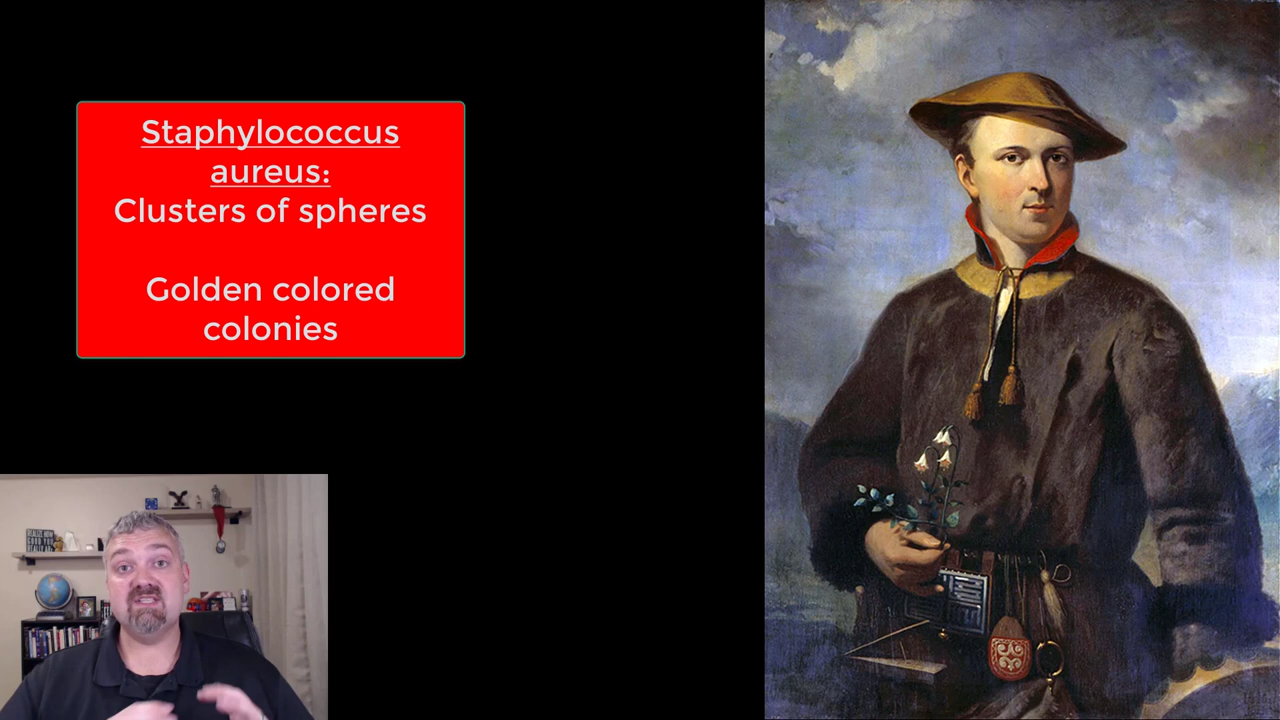 Staphylococcus
aureus:
Clusters of spheres
Golden colored
colonies